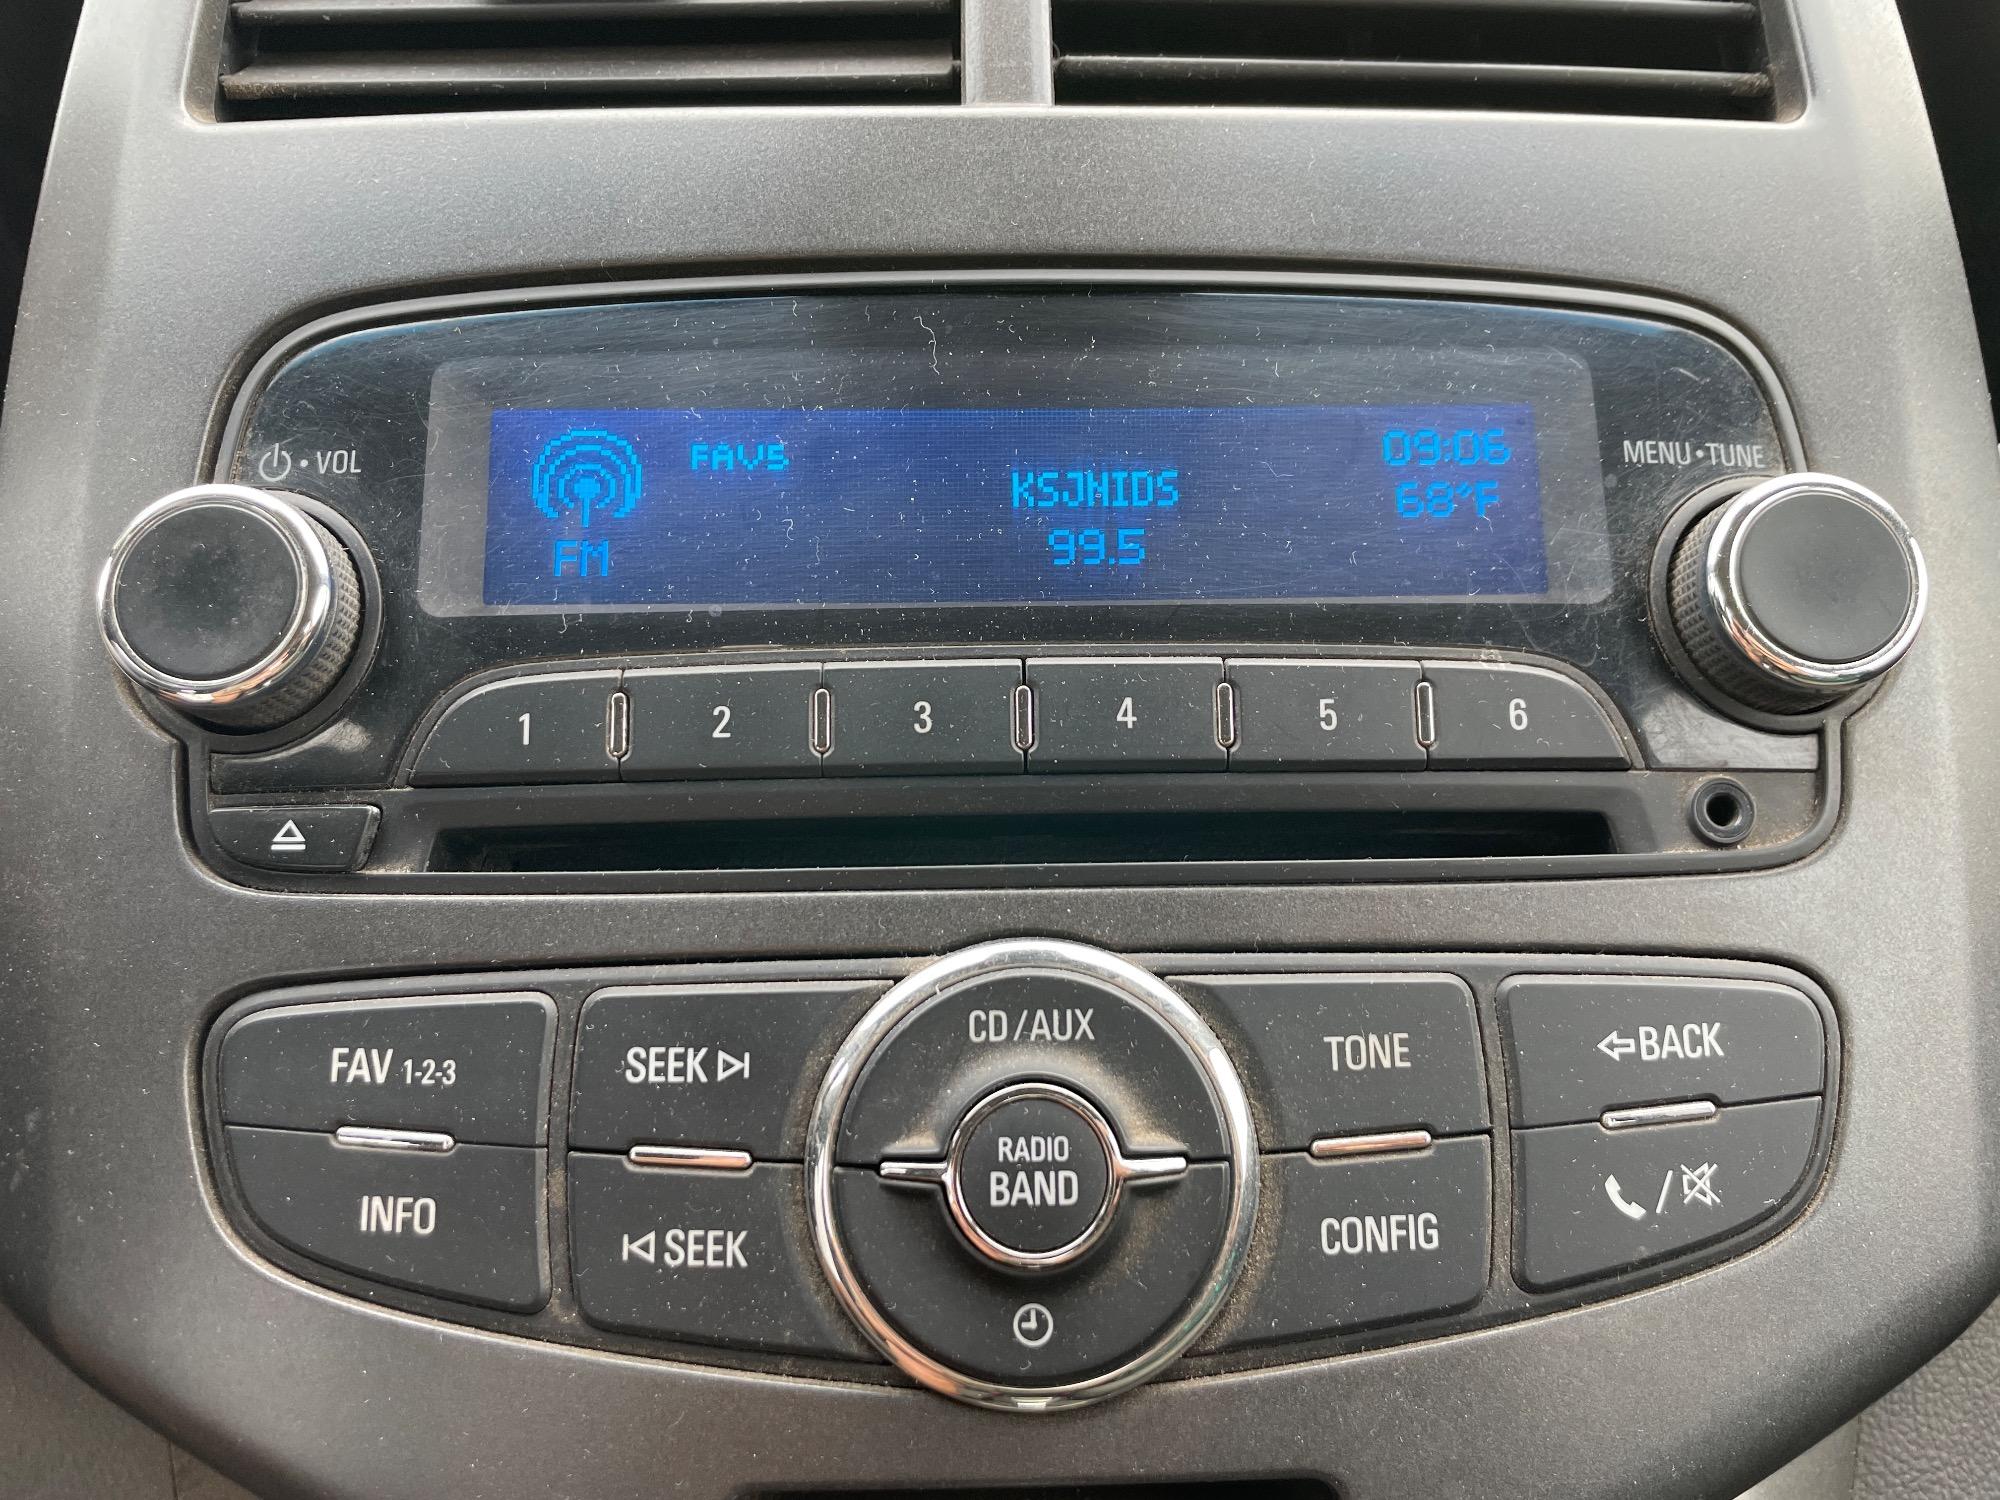 VOL
FAV5
09:06
MENU•TUNE
KSJNIDS
68°F
99.5
FM
1 2 3 4 5 6
CD/AUX
FAV 1-2-3
SEEK
TONE
BACK
RADIO
BAND
INFO
SEEK
CONFIG
/